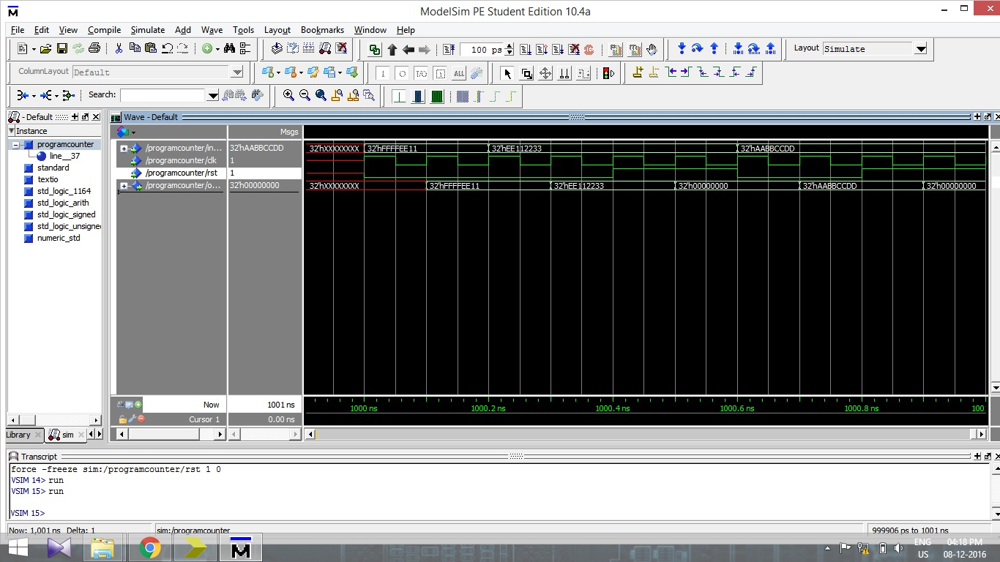 ModelSim PE Student Edition 10.4a
File Edit View Compile Simulate Add Wave Tools Layout Bookmarks Window Help
100 ps
Layout Simulate
ColumnLayout Default
ALL
Search:
- Default
Wave - Default
Instance
Msgs
programcounter
line__37
standard
textio
std_logic_1164
std_logic_arith
std_logic_signed
std_logic_unsigne
numeric_std
/programcounter/in... 32'hAABBCCDD 32'hXXXXXXXX 32'hFFFFEE11 32'hEE112233 32'hAABBCCDD
/programcounter/clk 1
/programcounter/rst 1
/programcounter/o... 32'h00000000 32'hXXXXXXXX 32'hFFFFEE11 32'hEE112233 32'h00000000 32'hAABBCCDD 32'h00000000
Now 1001 ns 1000 ns 1000.2 ns 1000.4 ns 1000.6 ns 1000.8 ns 100
Cursor 1 0.00 ns
Library sim
Transcript
force -freeze sim:/programcounter/rst 1 0
VSIM 14> run
VSIM 15> run
VSIM 15>
Now: 1,001 ns Delta: 1 sim:/programcounter 999906 ps to 1001 ns
ENG 04:18 PM
US 08-12-2016